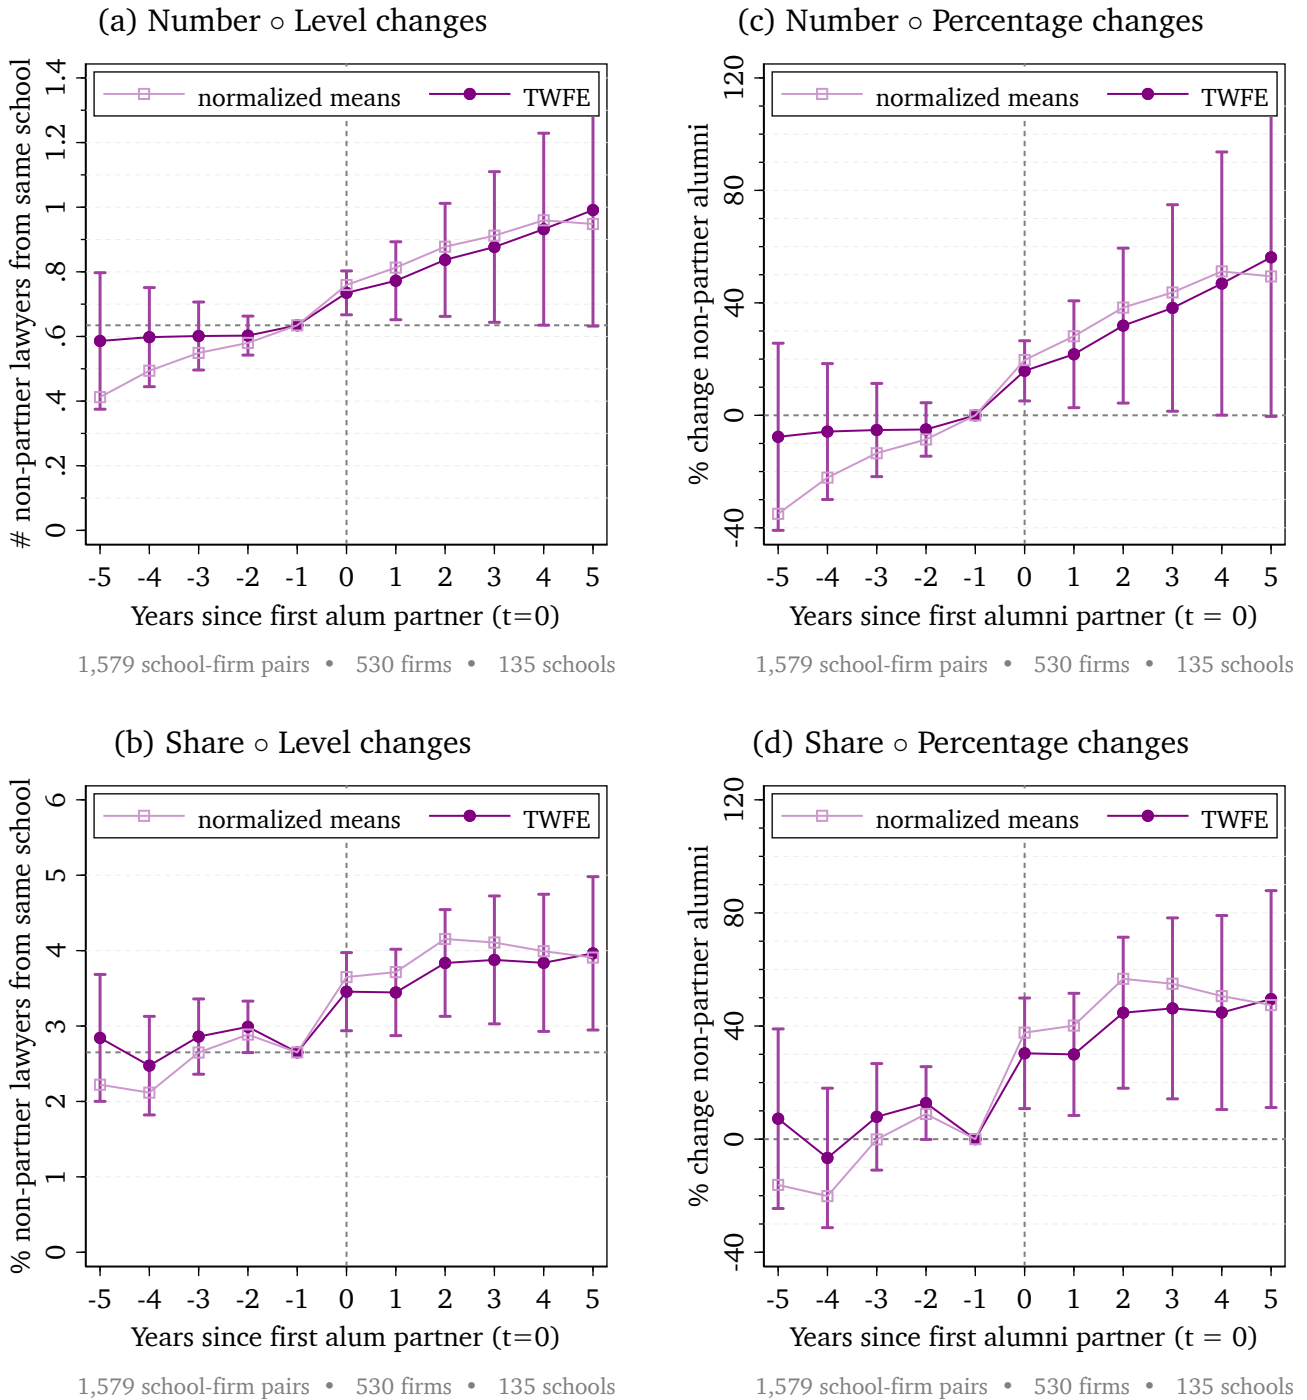 (a) Number ∘ Level changes
# non-partner lawyers from same school
1.4
1.2
1
.8
.6
.4
.2
0
normalized means
TWFE
-5 -4 -3 -2 -1 0 1 2 3 4 5
Years since first alum partner (t=0)
1,579 school-firm pairs • 530 firms • 135 schools
(c) Number ∘ Percentage changes
% change non-partner alumni
120
80
40
0
-40
normalized means
TWFE
-5 -4 -3 -2 -1 0 1 2 3 4 5
Years since first alumni partner (t = 0)
1,579 school-firm pairs • 530 firms • 135 schools
(b) Share ∘ Level changes
% non-partner lawyers from same school
6
5
4
3
2
1
0
normalized means
TWFE
-5 -4 -3 -2 -1 0 1 2 3 4 5
Years since first alum partner (t=0)
1,579 school-firm pairs • 530 firms • 135 schools
(d) Share ∘ Percentage changes
% change non-partner alumni
120
80
40
0
-40
normalized means
TWFE
-5 -4 -3 -2 -1 0 1 2 3 4 5
Years since first alumni partner (t = 0)
1,579 school-firm pairs • 530 firms • 135 schools